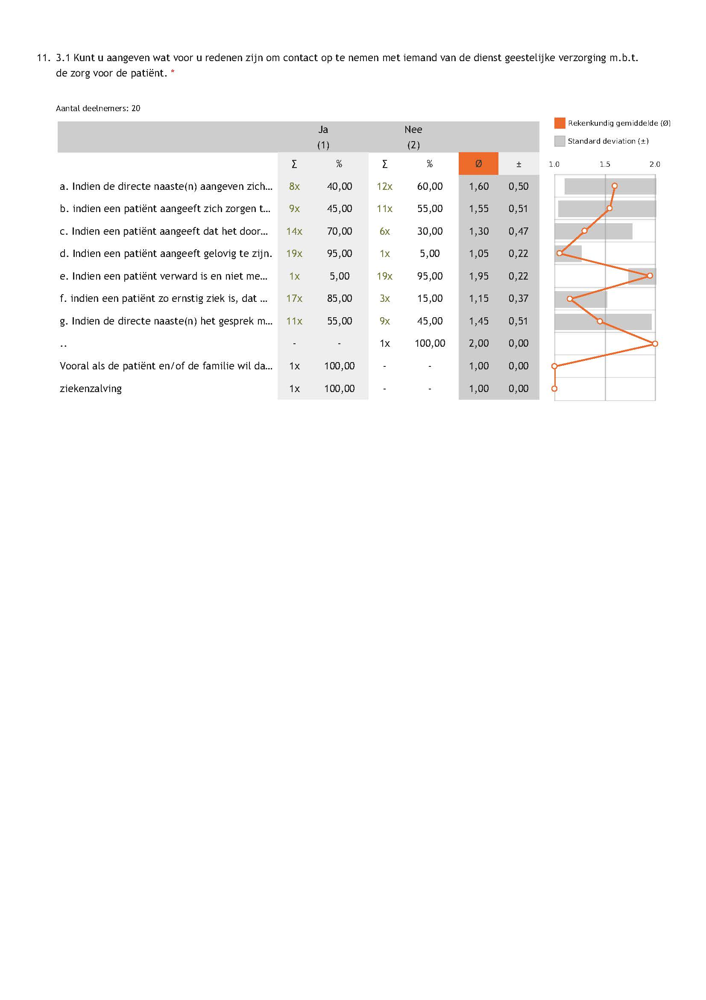 11. 3.1 Kunt u aangeven wat voor u redenen zijn om contact op te nemen met iemand van de dienst geestelijke verzorging m.b.t.
de zorg voor de patiënt. *
Aantal deelnemers: 20
Ja Nee
(1) (2)
Σ % Σ % Ø ±
a. Indien de directe naaste(n) aangeven zich... 8x 40,00 12x 60,00 1,60 0,50
b. indien een patiënt aangeeft zich zorgen t... 9x 45,00 11x 55,00 1,55 0,51
c. Indien een patiënt aangeeft dat het door... 14x 70,00 6x 30,00 1,30 0,47
d. Indien een patiënt aangeeft gelovig te zijn. 19x 95,00 1x 5,00 1,05 0,22
e. Indien een patiënt verward is en niet me... 1x 5,00 19x 95,00 1,95 0,22
f. indien een patiënt zo ernstig ziek is, dat ... 17x 85,00 3x 15,00 1,15 0,37
g. Indien de directe naaste(n) het gesprek m... 11x 55,00 9x 45,00 1,45 0,51
.. - - 1x 100,00 2,00 0,00
Vooral als de patiënt en/of de familie wil da... 1x 100,00 - - 1,00 0,00
ziekenzalving 1x 100,00 - - 1,00 0,00
Rekenkundig gemiddelde (Ø)
Standard deviation (±)
1.0 1.5 2.0